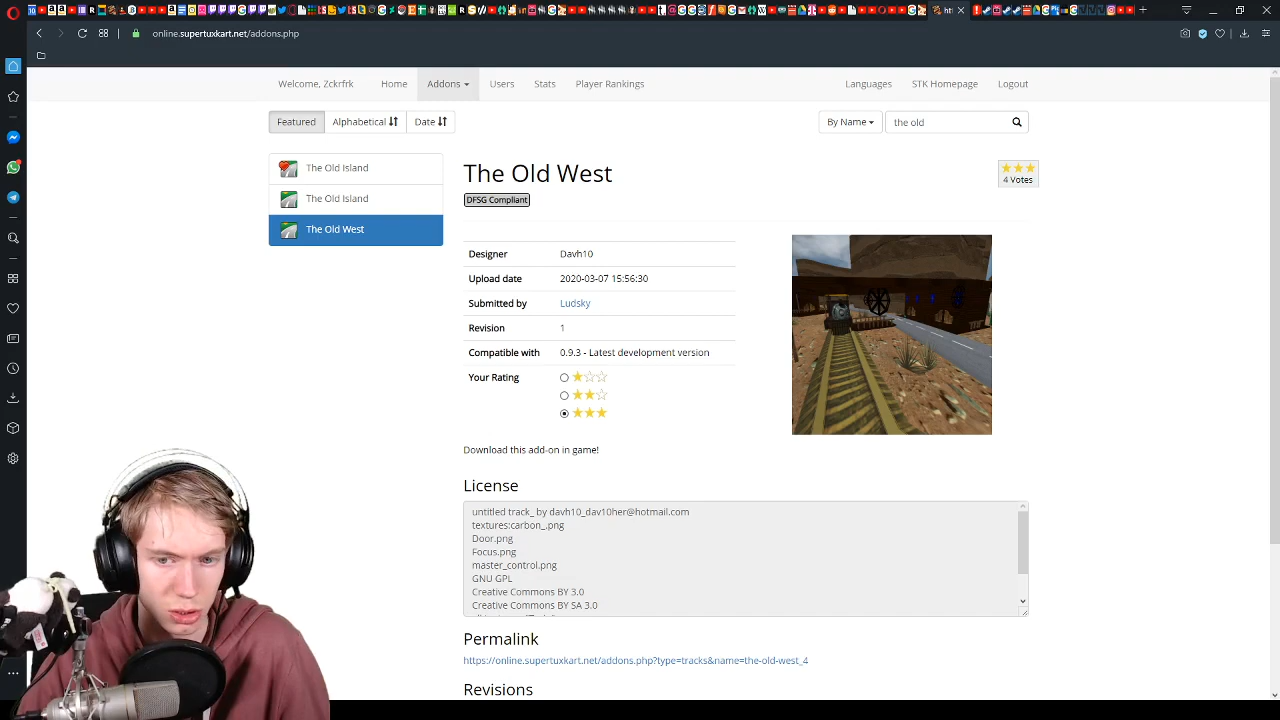 online.supertuxkart.net/addons.php
Welcome, Zckrfrk
Home
Addons
Users
Stats
Player Rankings
Languages
STK Homepage
Logout
Featured
Alphabetical
Date
By Name
the old
The Old Island
The Old Island
The Old West
The Old West
DFSG Compliant
4 Votes
Designer Davh10
Upload date 2020-03-07 15:56:30
Submitted by Ludsky
Revision 1
Compatible with 0.9.3 - Latest development version
Your Rating
Download this add-on in game!
License
untitled track_ by davh10_dav10her@hotmail.com
textures:carbon_.png
Door.png
Focus.png
master_control.png
GNU GPL
Creative Commons BY 3.0
Creative Commons BY SA 3.0
Permalink
https://online.supertuxkart.net/addons.php?type=tracks&name=the-old-west_4
Revisions